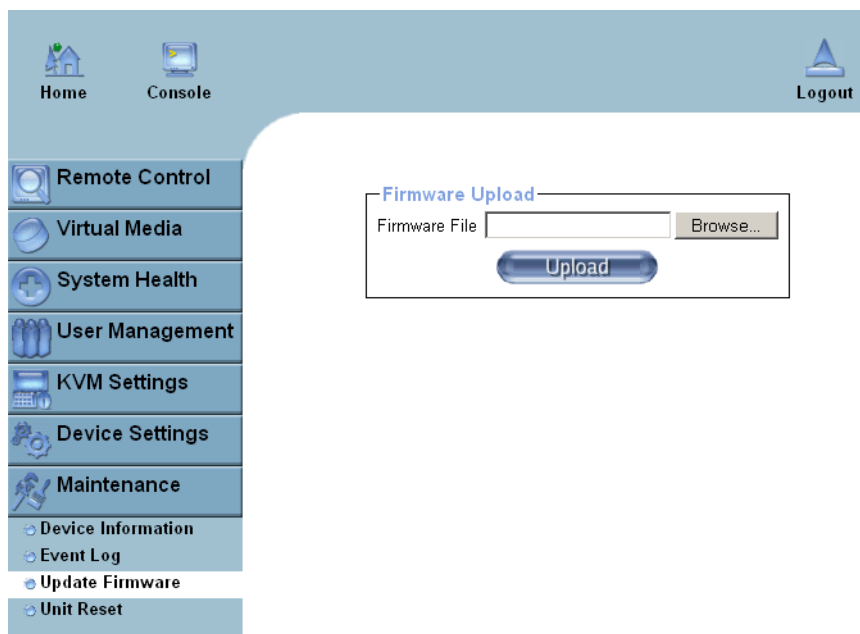 Home
Console
Logout
Remote Control
Virtual Media
System Health
User Management
KVM Settings
Device Settings
Maintenance
Device Information
Event Log
Update Firmware
Unit Reset
Firmware Upload
Firmware File
Browse...
Upload